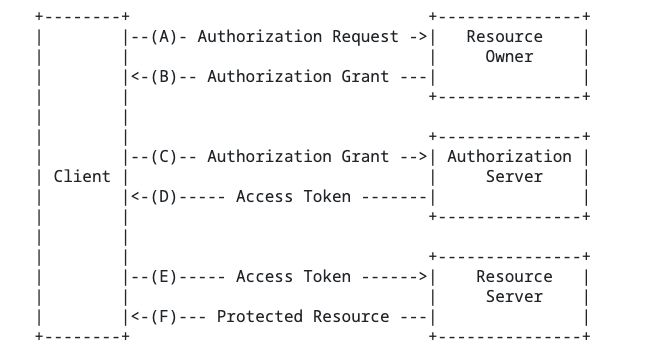 +--------+                               +---------------+
|        |--(A)- Authorization Request ->|   Resource    |
|        |                               |     Owner     |
|        |<-(B)-- Authorization Grant ---|               |
|        |                               +---------------+
|        |
|        |                               +---------------+
|        |--(C)-- Authorization Grant -->| Authorization |
| Client |                               |     Server    |
|        |<-(D)----- Access Token -------|               |
|        |                               +---------------+
|        |
|        |                               +---------------+
|        |--(E)----- Access Token ------>|    Resource   |
|        |                               |     Server    |
|        |<-(F)--- Protected Resource ---|               |
+--------+                               +---------------+